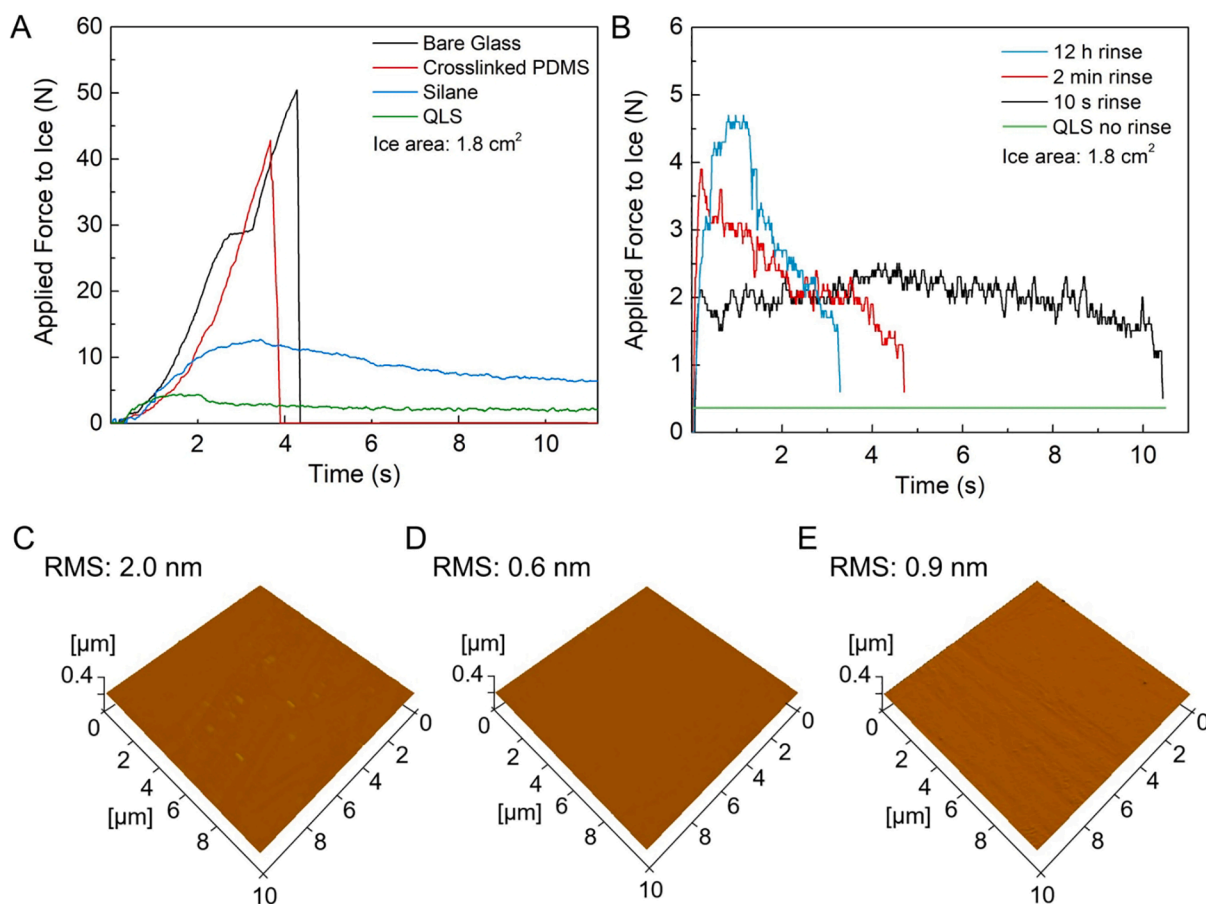 A
Applied Force to Ice (N)
60
50
40
30
20
10
0
Bare Glass
Crosslinked PDMS
Silane
QLS
Ice area: 1.8 cm²
2
4
6
8
10
Time (s)
B
Applied Force to Ice (N)
6
5
4
3
2
1
0
12 h rinse
2 min rinse
10 s rinse
QLS no rinse
Ice area: 1.8 cm²
2
4
6
8
10
Time (s)
C
RMS: 2.0 nm
[µm]
0.4
0
2
4
6
8
10
[µm]
0
2
4
6
8
D
RMS: 0.6 nm
[µm]
0.4
0
2
4
6
8
10
[µm]
0
2
4
6
8
E
RMS: 0.9 nm
[µm]
0.4
0
2
4
6
8
10
[µm]
0
2
4
6
8